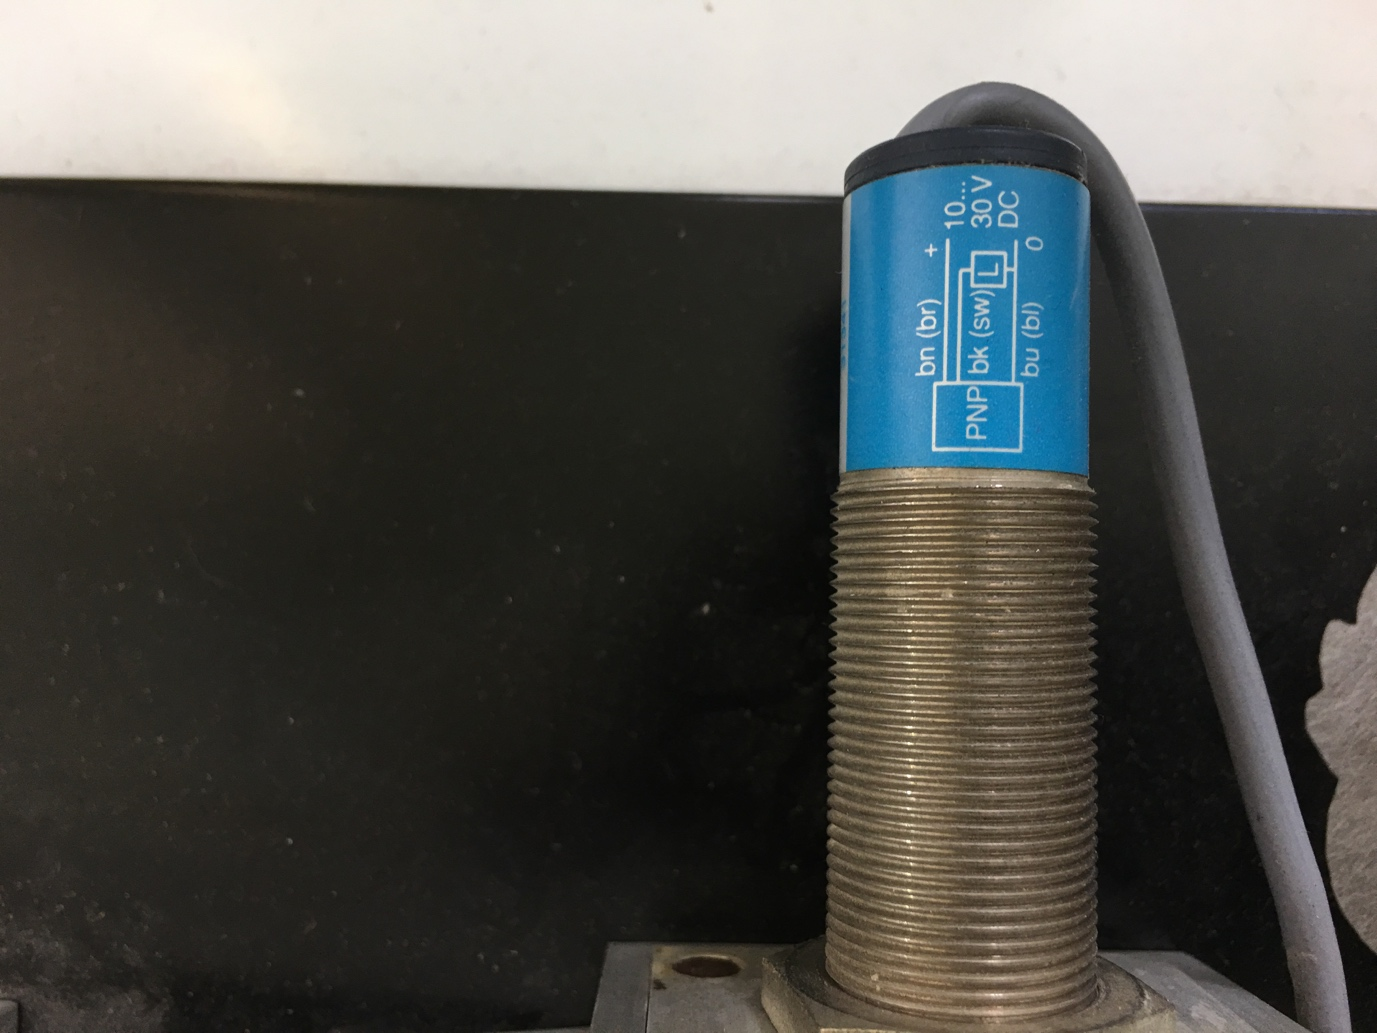 bn (br) +
10...
30 V
DC
PNP bk (sw) L
bu (bl) 0